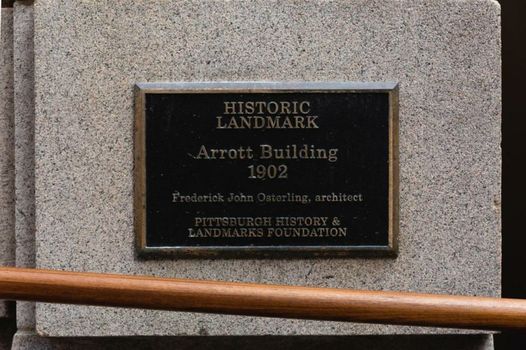 HISTORIC
LANDMARK
Arrott Building
1902
Frederick John Osterling, architect
PITTSBURGH HISTORY &
LANDMARKS FOUNDATION